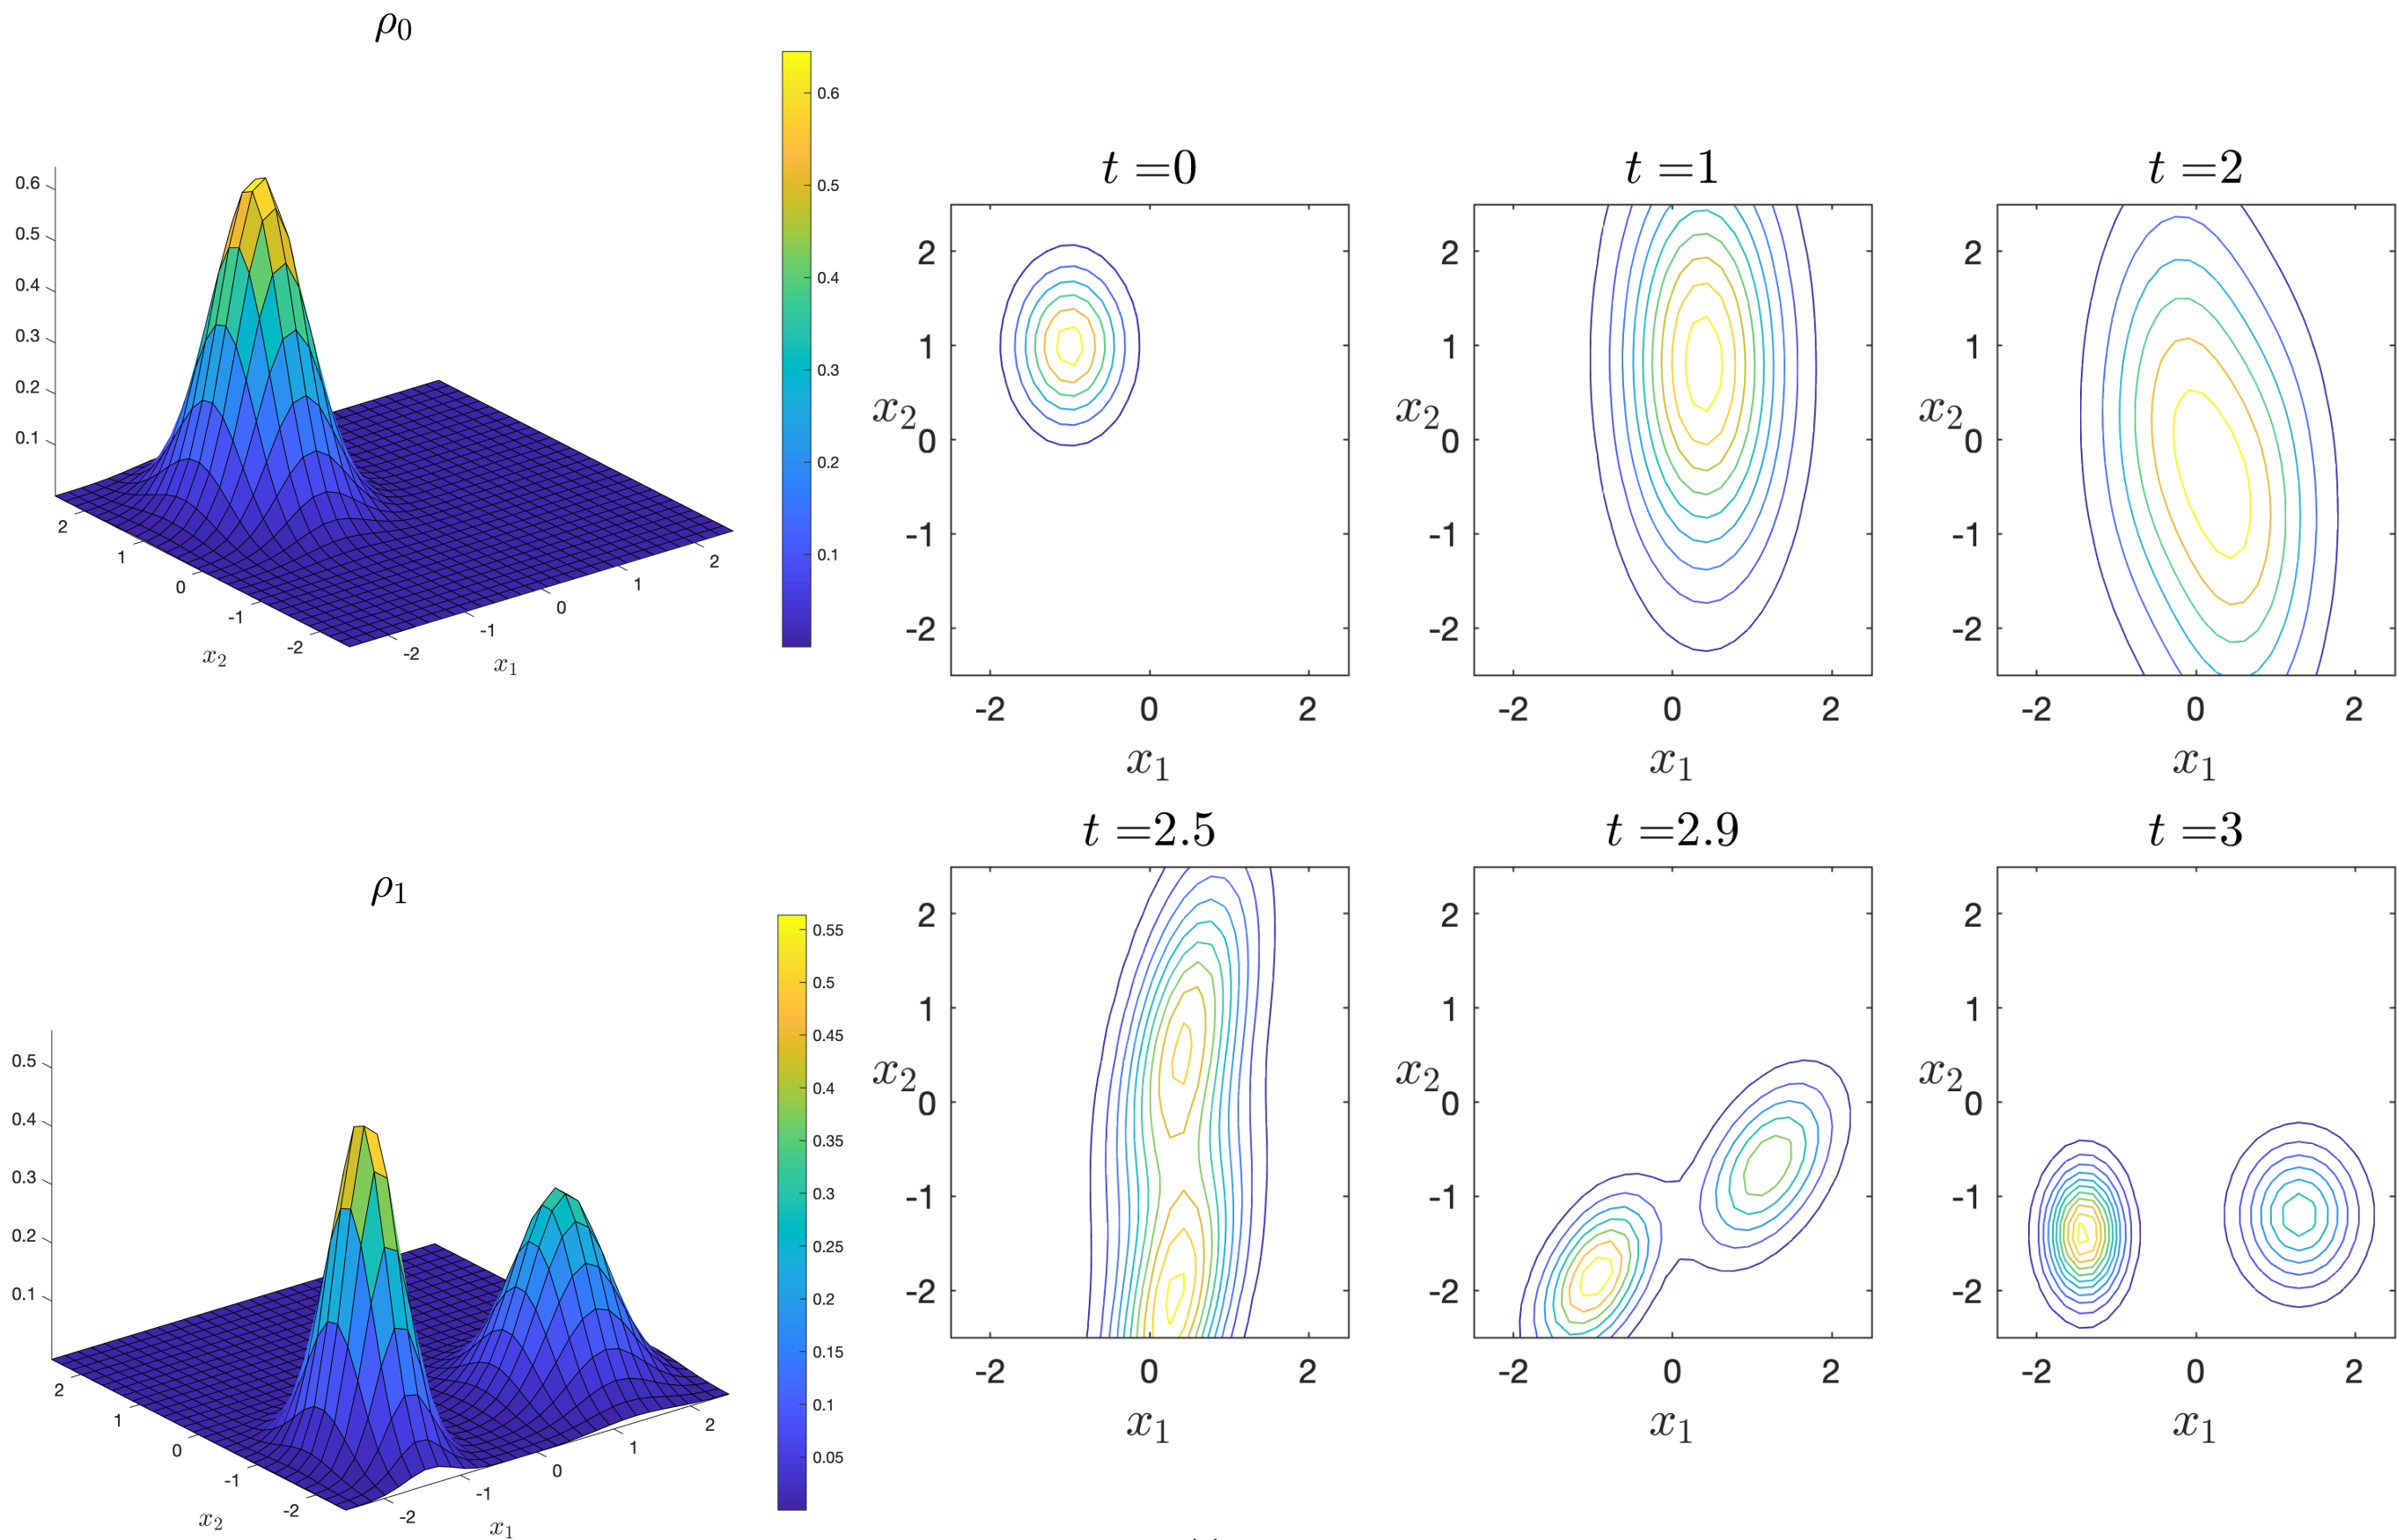 ρ₀
0.6
0.5
0.4
0.3
0.2
0.1
2
1
0
-1
-2
x₂
-2
-1
0
1
2
x₁
0.6
0.5
0.4
0.3
0.2
0.1
t =0
2
1
0
-1
-2
x₂
-2 0 2
x₁
t =1
2
1
0
-1
-2
x₂
-2 0 2
x₁
t =2
2
1
0
-1
-2
x₂
-2 0 2
x₁
ρ₁
0.5
0.4
0.3
0.2
0.1
2
1
0
-1
-2
x₂
-2
-1
0
1
2
x₁
0.55
0.5
0.45
0.4
0.35
0.3
0.25
0.2
0.15
0.1
0.05
t =2.5
2
1
0
-1
-2
x₂
-2 0 2
x₁
t =2.9
2
1
0
-1
-2
x₂
-2 0 2
x₁
t =3
2
1
0
-1
-2
x₂
-2 0 2
x₁